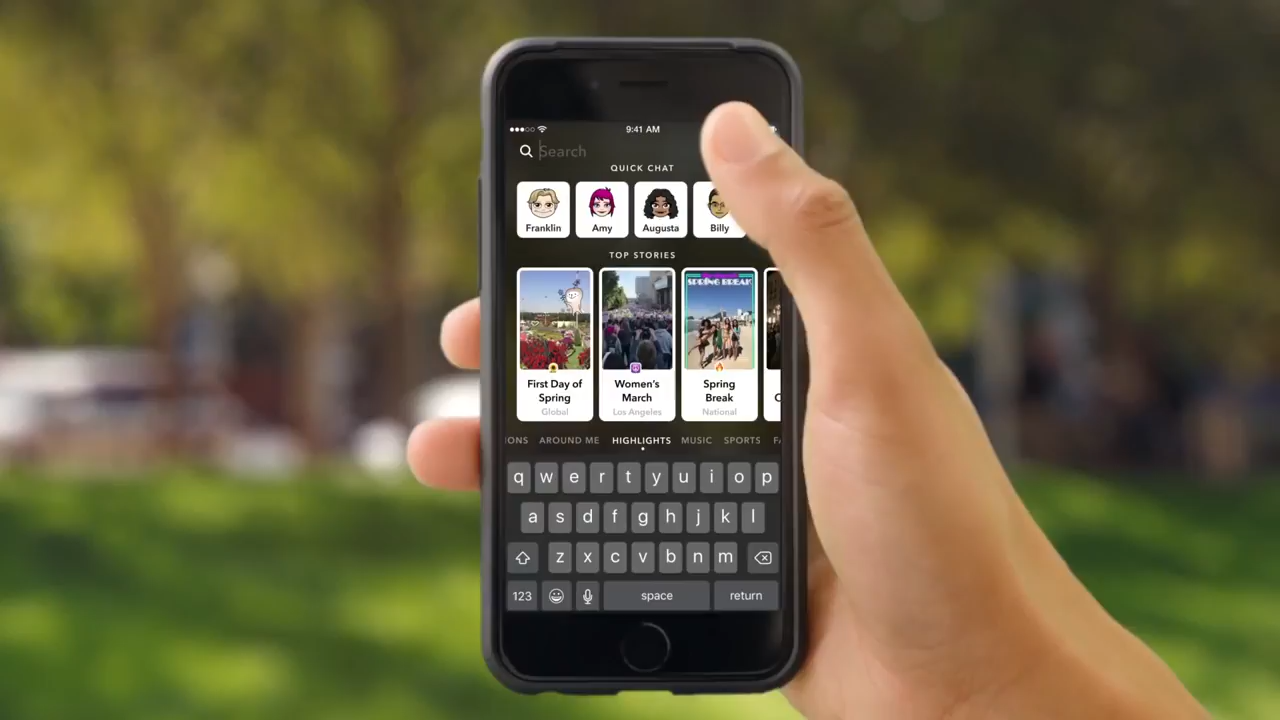 9:41 AM
Search
QUICK CHAT
Franklin Amy Augusta Billy
TOP STORIES
SPRING BREAK
First Day of Spring
Global
Women's March
Los Angeles
Spring Break
National
IONS AROUND ME HIGHLIGHTS MUSIC SPORTS FA
q w e r t y u i o p
a s d f g h j k l
z x c v b n m
123 space return